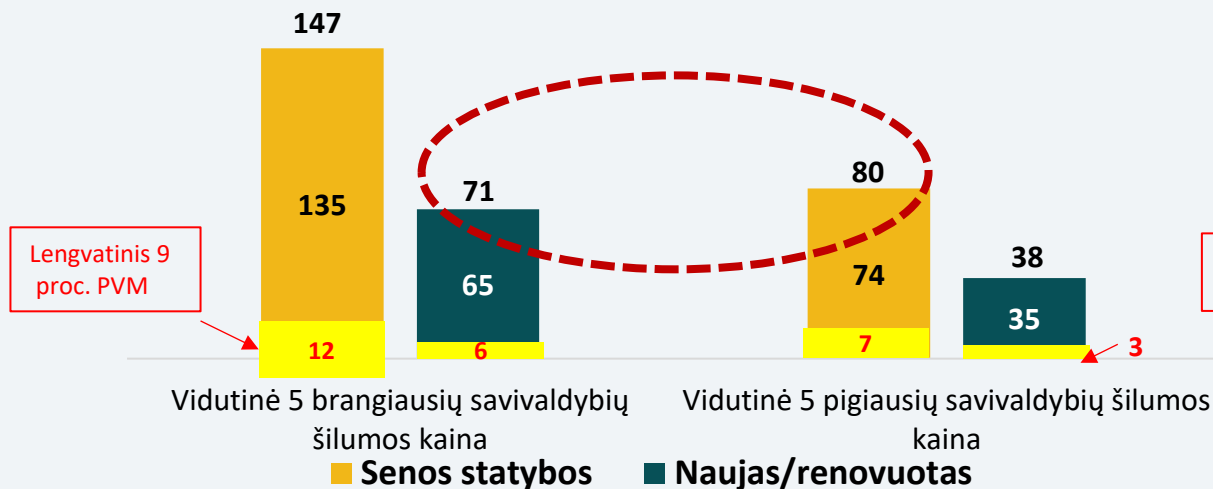 147
135
12
71
65
6
80
74
7
38
35
3
Lengvatinis 9
proc. PVM
Vidutinė 5 brangiausių savivaldybių
šilumos kaina
Vidutinė 5 pigiausių savivaldybių šilumos
kaina
Senos statybos
Naujas/renovuotas